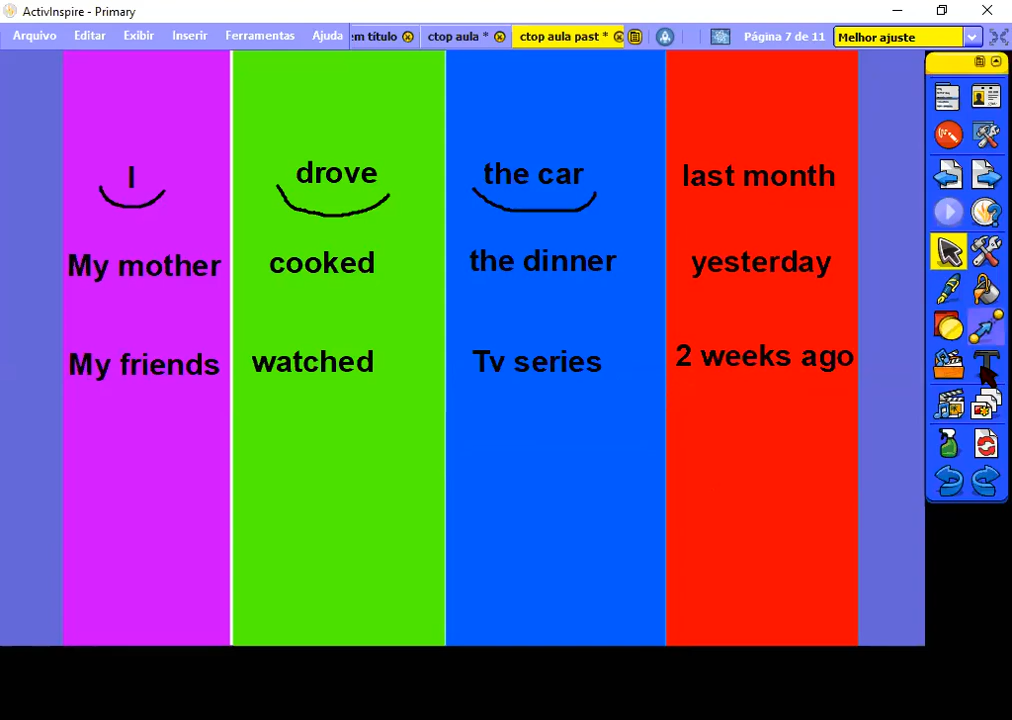 ActivInspire - Primary
Arquivo Editar Exibir Inserir Ferramentas Ajuda :m título ctop aula * ctop aula past * Página 7 de 11 Melhor ajuste
I drove the car last month
My mother cooked the dinner yesterday
My friends watched Tv series 2 weeks ago